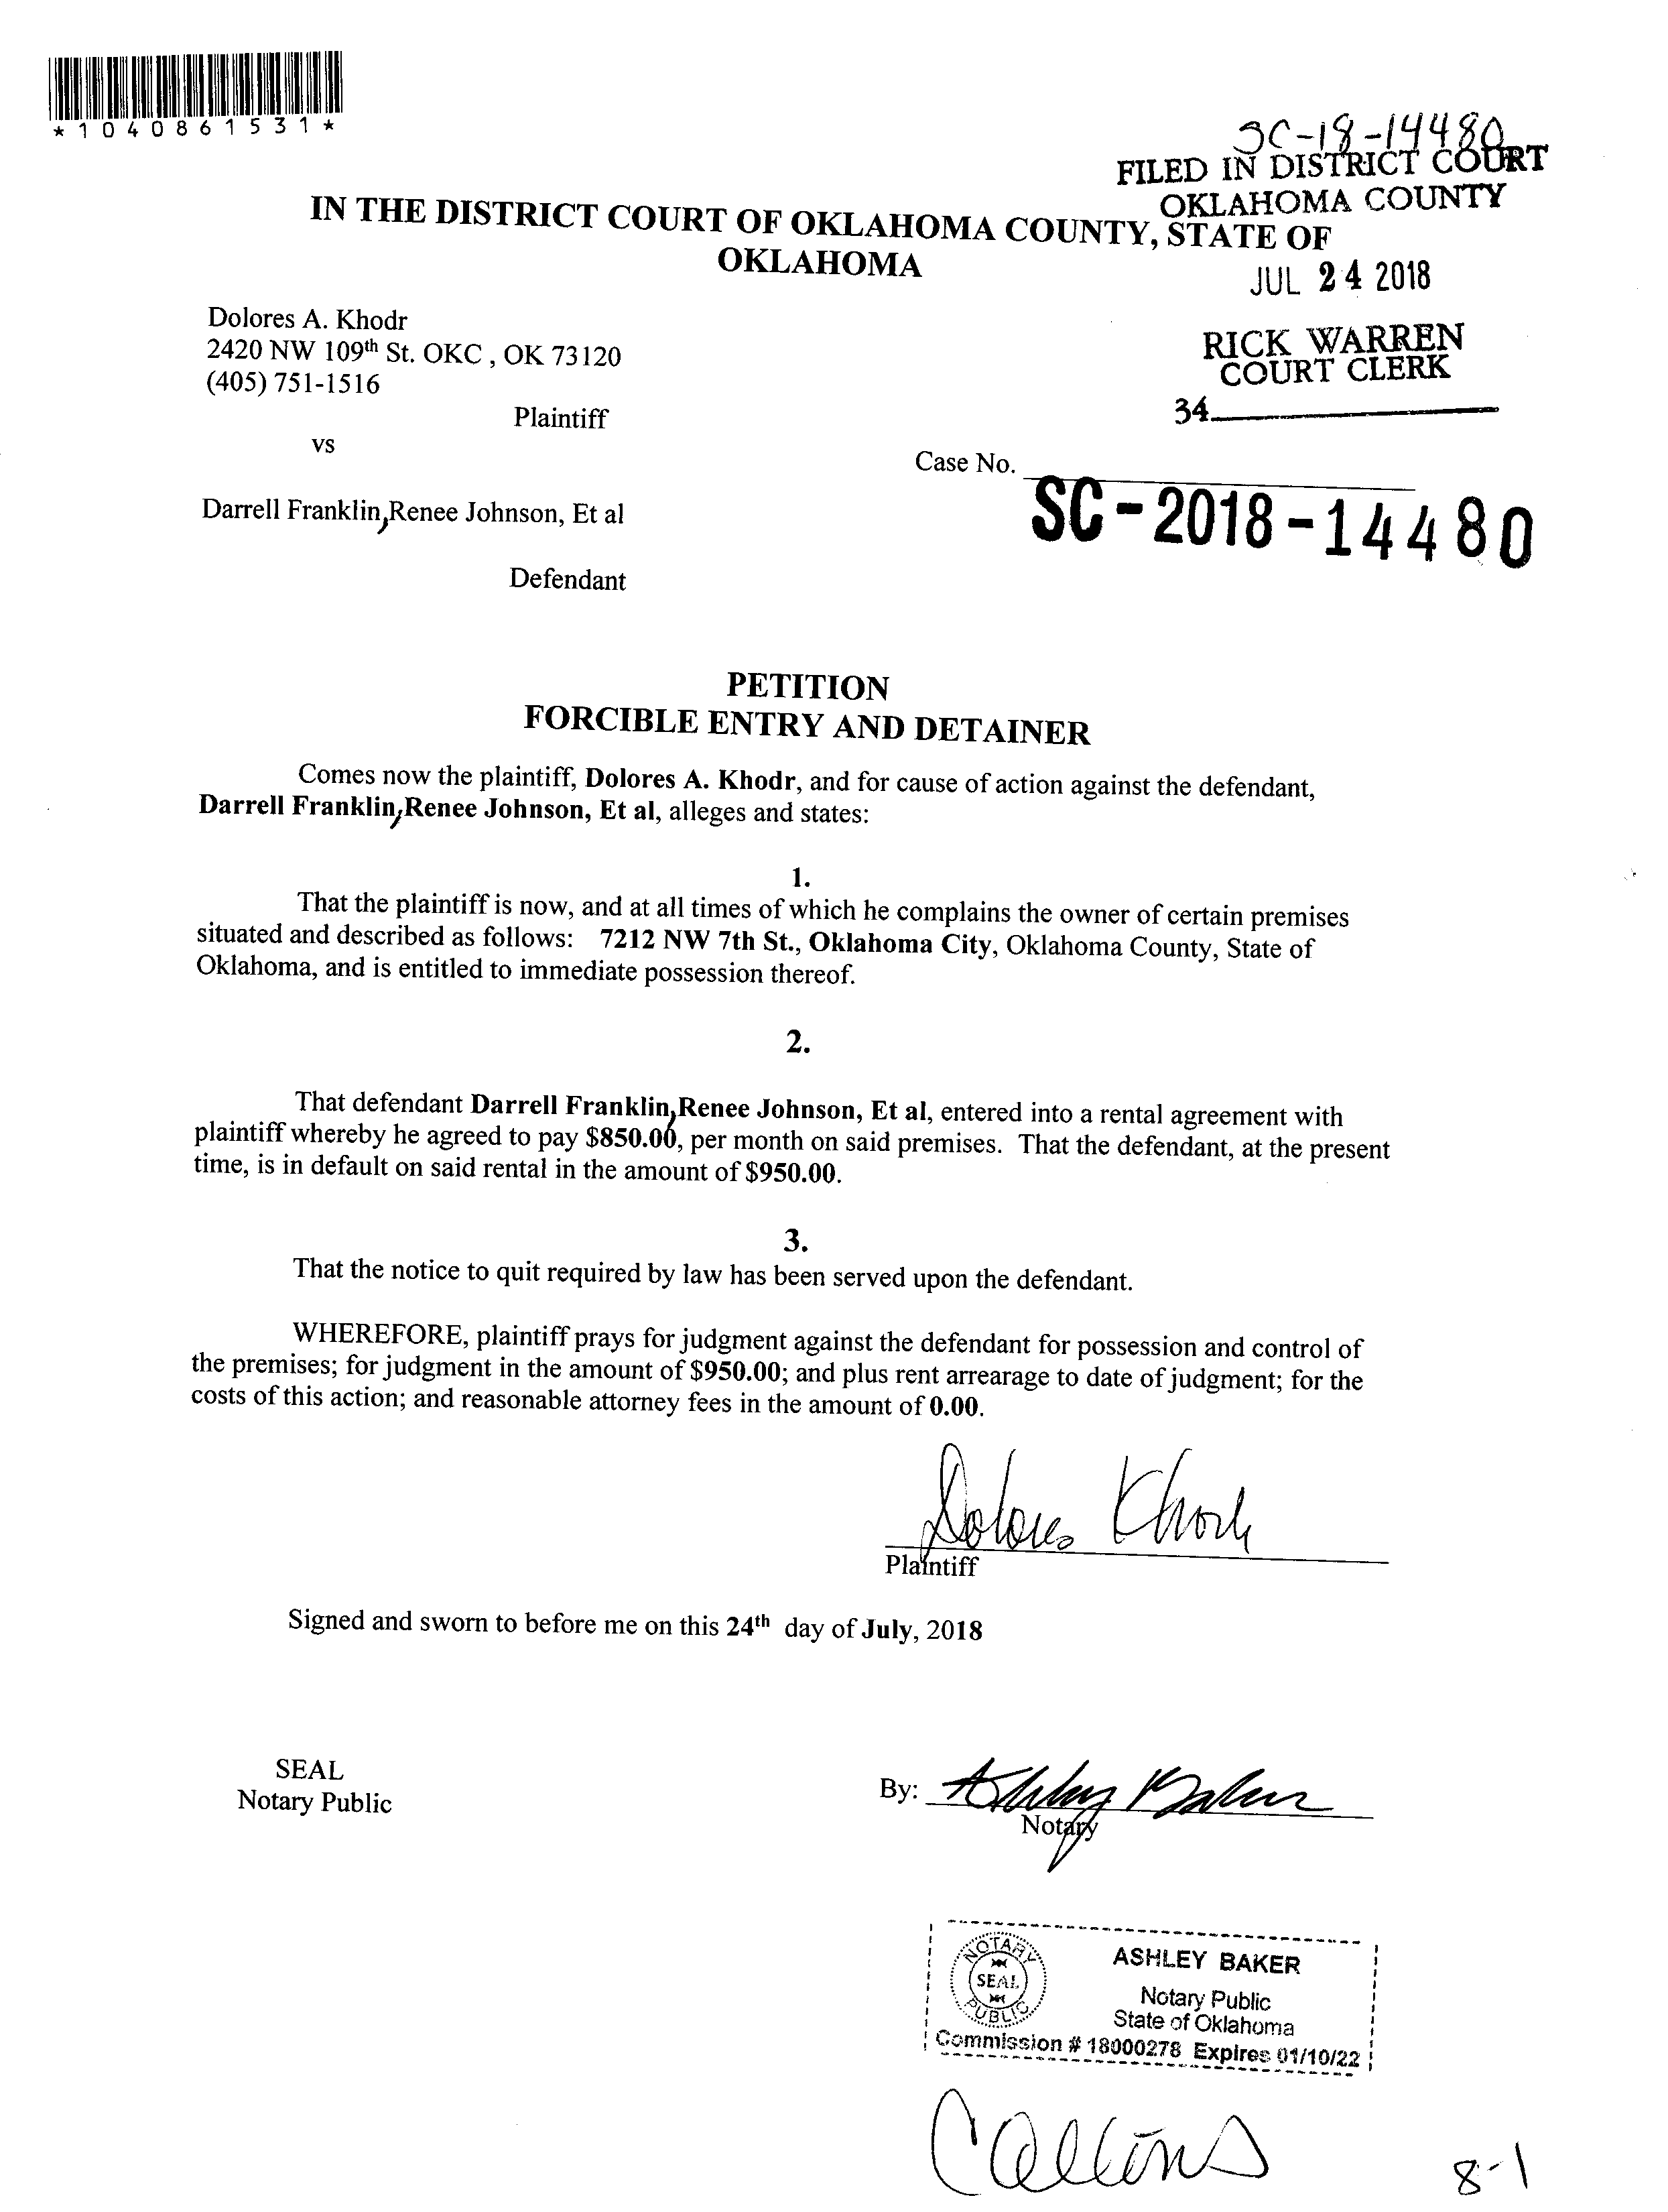 *1040861531*
SC-18-14480
FILED IN DISTRICT COURT
OKLAHOMA COUNTY
IN THE DISTRICT COURT OF OKLAHOMA COUNTY, STATE OF
OKLAHOMA
JUL 24 2018
Dolores A. Khodr
2420 NW 109th St. OKC , OK 73120
(405) 751-1516
RICK WARREN
COURT CLERK
34
Plaintiff
vs
Case No.
SC-2018-14480
Darrell Franklin,Renee Johnson, Et al
Defendant
PETITION
FORCIBLE ENTRY AND DETAINER
Comes now the plaintiff, Dolores A. Khodr, and for cause of action against the defendant,
Darrell Franklin,Renee Johnson, Et al, alleges and states:
1.
That the plaintiff is now, and at all times of which he complains the owner of certain premises
situated and described as follows: 7212 NW 7th St., Oklahoma City, Oklahoma County, State of
Oklahoma, and is entitled to immediate possession thereof.
2.
That defendant Darrell Franklin,Renee Johnson, Et al, entered into a rental agreement with
plaintiff whereby he agreed to pay $850.00, per month on said premises. That the defendant, at the present
time, is in default on said rental in the amount of $950.00.
3.
That the notice to quit required by law has been served upon the defendant.
WHEREFORE, plaintiff prays for judgment against the defendant for possession and control of
the premises; for judgment in the amount of $950.00; and plus rent arrearage to date of judgment; for the
costs of this action; and reasonable attorney fees in the amount of 0.00.
Dolores Khodr
Plaintiff
Signed and sworn to before me on this 24th day of July, 2018
SEAL
Notary Public
By: Ashley Baker
Notary
NOTARY PUBLIC
SEAL
ASHLEY BAKER
Notary Public
State of Oklahoma
Commission # 18000278 Expires 01/10/22
8-1